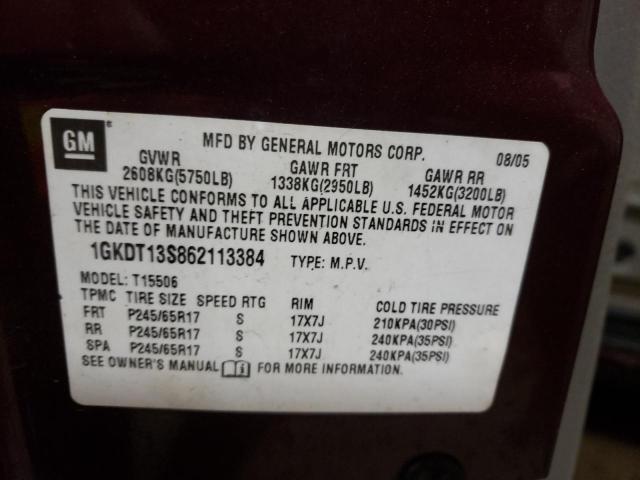 GM ® MFD BY GENERAL MOTORS CORP. 08/05
GVWR GAWR FRT GAWR RR
2608KG(5750LB) 1338KG(2950LB) 1452KG(3200LB)
THIS VEHICLE CONFORMS TO ALL APPLICABLE U.S. FEDERAL MOTOR
VEHICLE SAFETY AND THEFT PREVENTION STANDARDS IN EFFECT ON
THE DATE OF MANUFACTURE SHOWN ABOVE.
1GKDT13S862113384 TYPE: M.P.V.
MODEL: T15506
TPMC TIRE SIZE SPEED RTG RIM COLD TIRE PRESSURE
FRT P245/65R17 S 17X7J 210KPA(30PSI)
RR P245/65R17 S 17X7J 240KPA(35PSI)
SPA P245/65R17 S 17X7J 240KPA(35PSI)
SEE OWNER'S MANUAL i FOR MORE INFORMATION.